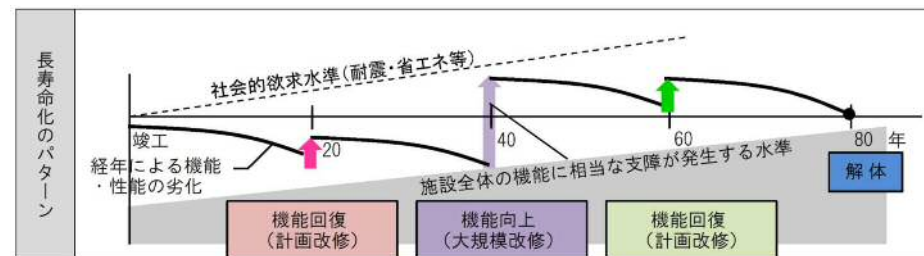 長寿命化のパターン
社会的欲求水準(耐震・省エネ等)
竣工
20
40
60
80
年
経年による機能
・性能の劣化
施設全体の機能に相当な支障が発生する水準
解体
機能回復
(計画改修)
機能向上
(大規模改修)
機能回復
(計画改修)